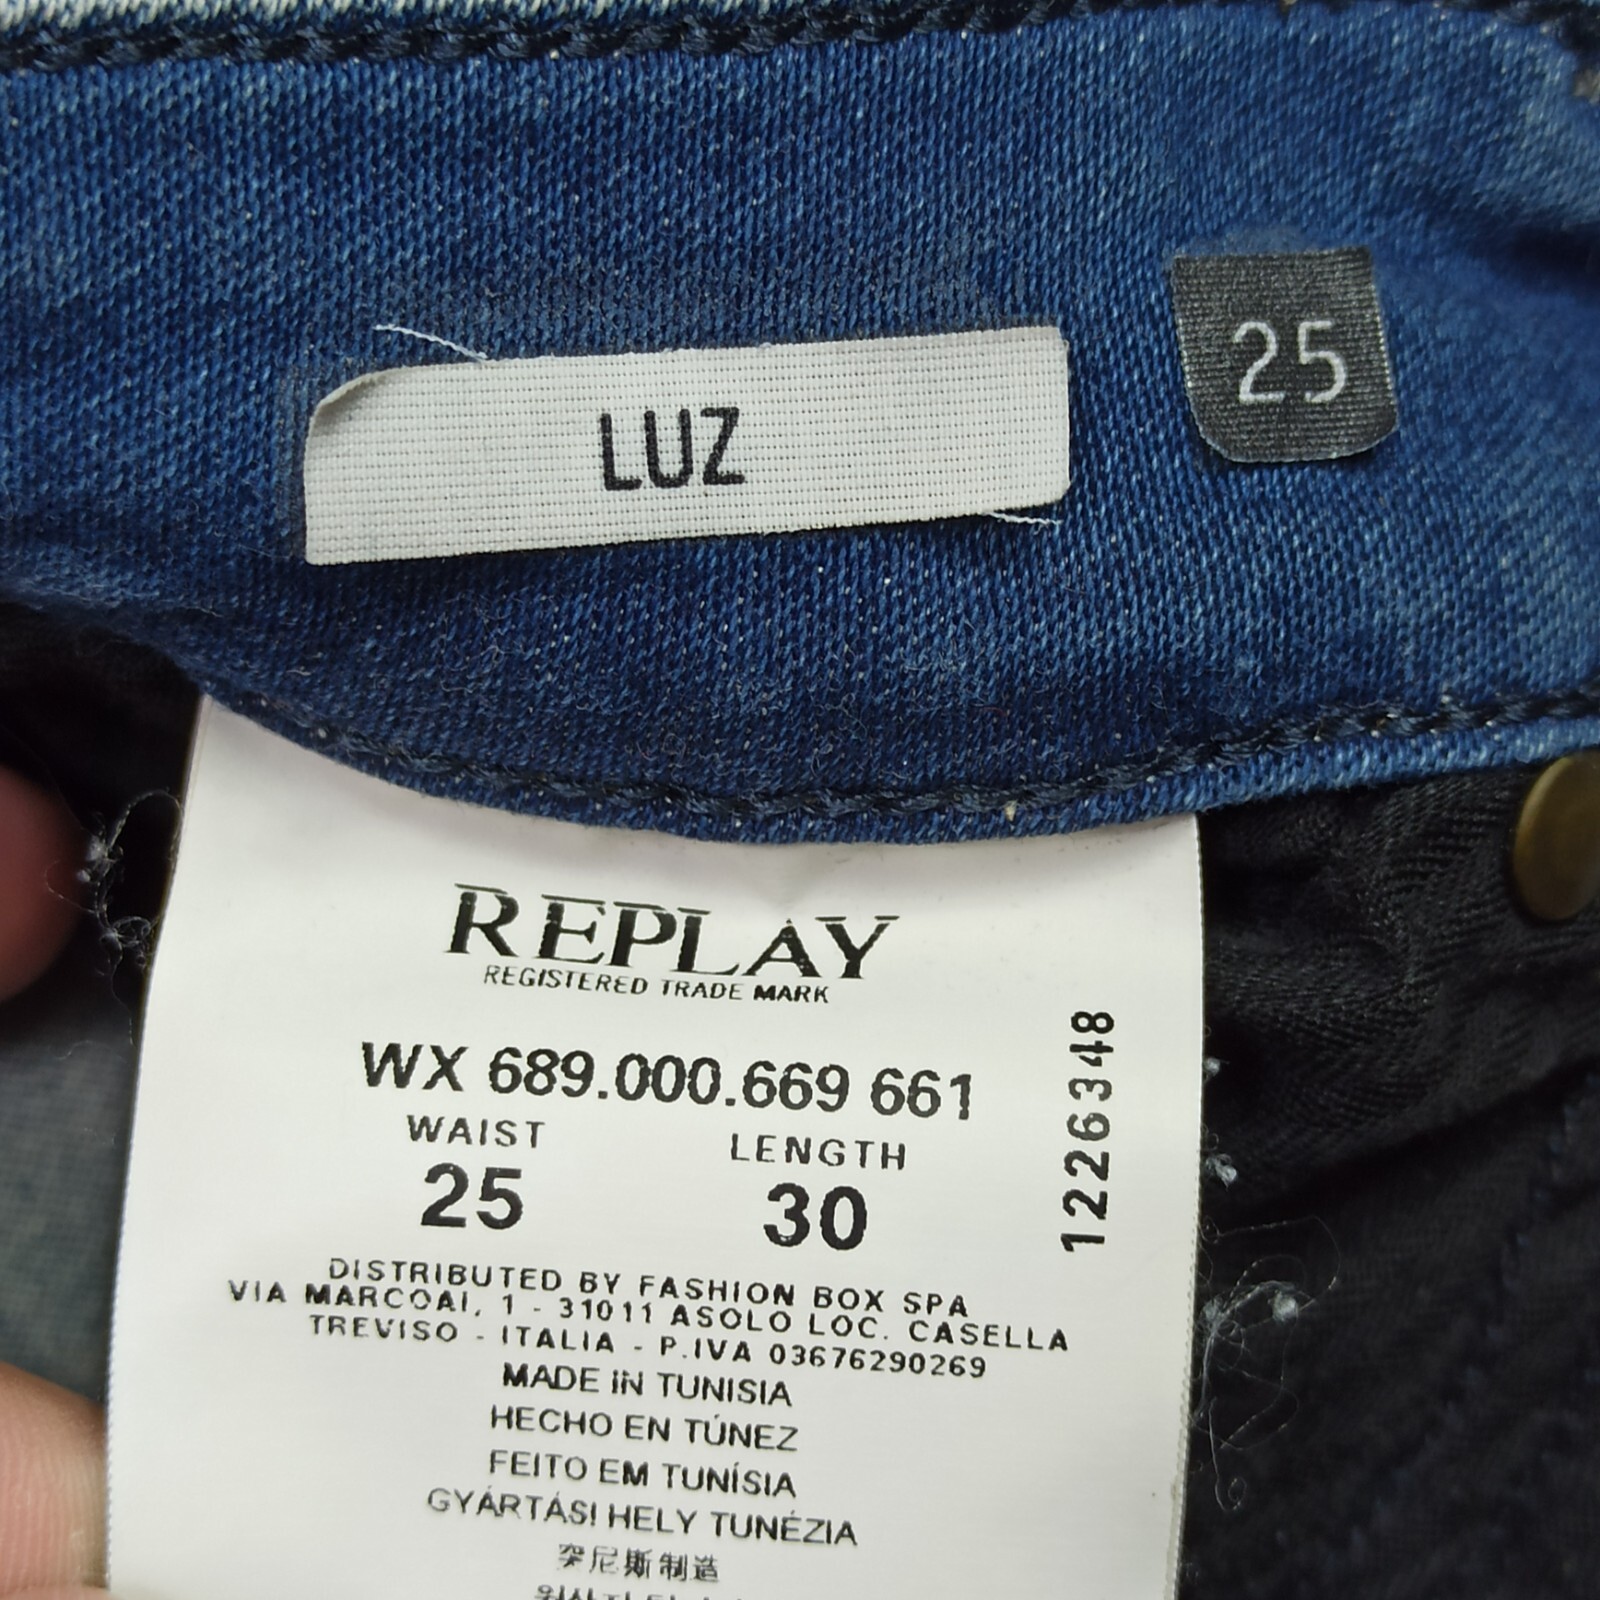 LUZ
25
REPLAY
REGISTERED TRADE MARK
WX 689.000.669 661
WAIST LENGTH
25 30
1226348
DISTRIBUTED BY FASHION BOX SPA
VIA MARCOAI, 1 - 31011 ASOLO LOC. CASELLA
TREVISO - ITALIA - P.IVA 03676290269
MADE IN TUNISIA
HECHO EN TÚNEZ
FEITO EM TUNÍSIA
GYÁRTÁSI HELY TUNÉZIA
突尼斯制造